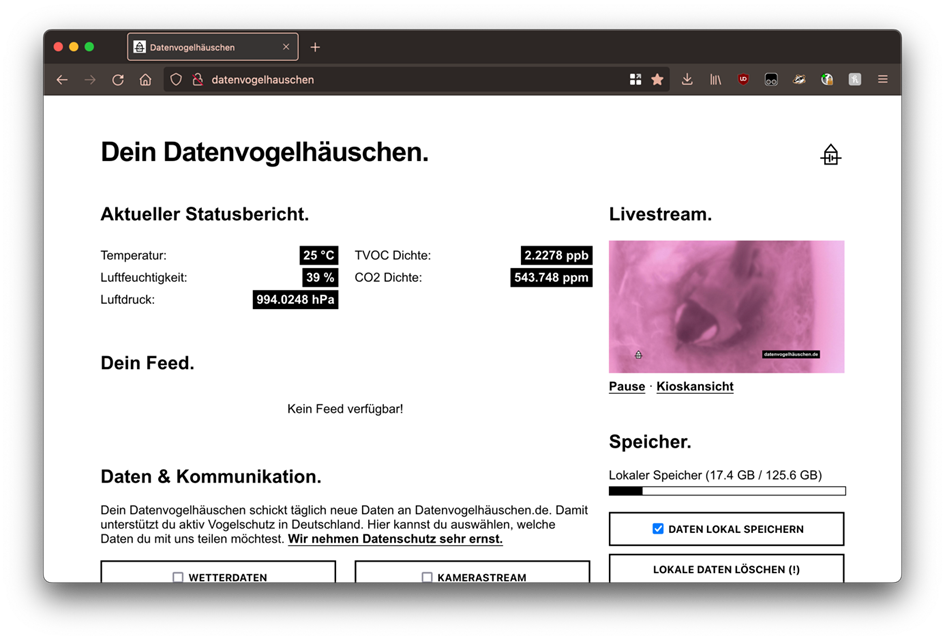 Datenvogelhäuschen
datenvogelhauschen
Dein Datenvogelhäuschen.
Aktueller Statusbericht.
Temperatur: 25 °C
Luftfeuchtigkeit: 39 %
Luftdruck: 994.0248 hPa
TVOC Dichte: 2.2278 ppb
CO2 Dichte: 543.748 ppm
Dein Feed.
Kein Feed verfügbar!
Daten & Kommunikation.
Dein Datenvogelhäuschen schickt täglich neue Daten an Datenvogelhäuschen.de. Damit
unterstützt du aktiv Vogelschutz in Deutschland. Hier kannst du auswählen, welche
Daten du mit uns teilen möchtest. Wir nehmen Datenschutz sehr ernst.
WETTERDATEN
KAMERASTREAM
Livestream.
datenvogelhäuschen.de
Pause · Kioskansicht
Speicher.
Lokaler Speicher (17.4 GB / 125.6 GB)
DATEN LOKAL SPEICHERN
LOKALE DATEN LÖSCHEN (!)